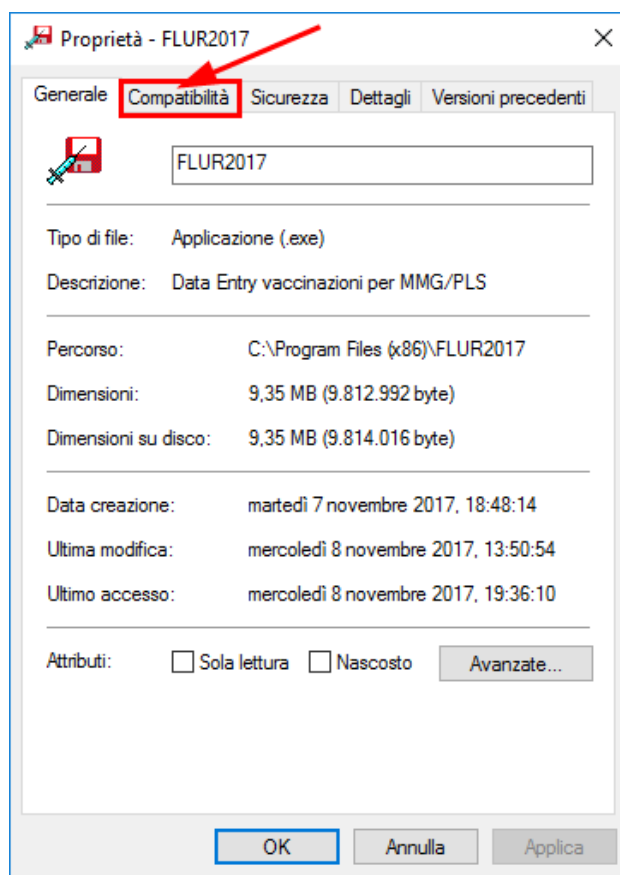 Proprietà - FLUR2017
Generale Compatibilità Sicurezza Dettagli Versioni precedenti
FLUR2017
Tipo di file: Applicazione (.exe)
Descrizione: Data Entry vaccinazioni per MMG/PLS
Percorso: C:\Program Files (x86)\FLUR2017
Dimensioni: 9,35 MB (9.812.992 byte)
Dimensioni su disco: 9,35 MB (9.814.016 byte)
Data creazione: martedì 7 novembre 2017, 18:48:14
Ultima modifica: mercoledì 8 novembre 2017, 13:50:54
Ultimo accesso: mercoledì 8 novembre 2017, 19:36:10
Attributi: Sola lettura Nascosto Avanzate...
OK Annulla Applica